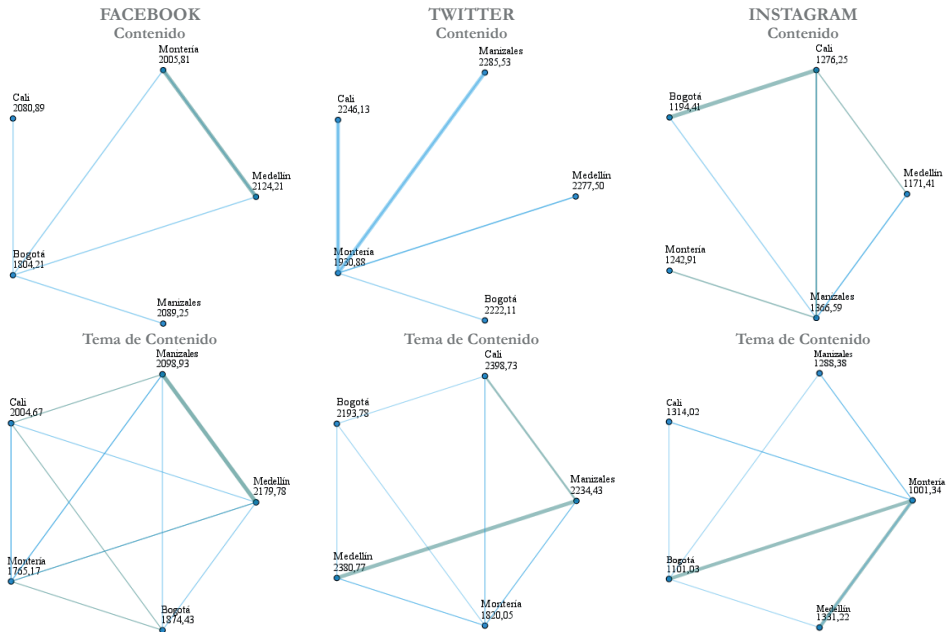 FACEBOOK
Contenido
Montería
2005,81
Cali
2080,89
Medellín
2124,21
Bogotá
1804,21
Manizales
2089,25
TWITTER
Contenido
Manizales
2285,53
Cali
2246,13
Medellín
2277,50
Montería
1930,88
Bogotá
2222,11
INSTAGRAM
Contenido
Cali
1276,25
Bogotá
1194,41
Medellín
1171,41
Montería
1242,91
Manizales
1366,59
Tema de Contenido
Manizales
2098,93
Cali
2004,67
Medellín
2179,78
Montería
1765,17
Bogotá
1874,43
Tema de Contenido
Cali
2398,73
Bogotá
2193,78
Manizales
2234,43
Medellín
2380,77
Montería
1820,05
Tema de Contenido
Manizales
1288,38
Cali
1314,02
Montería
1001,34
Bogotá
1101,03
Medellín
1331,22